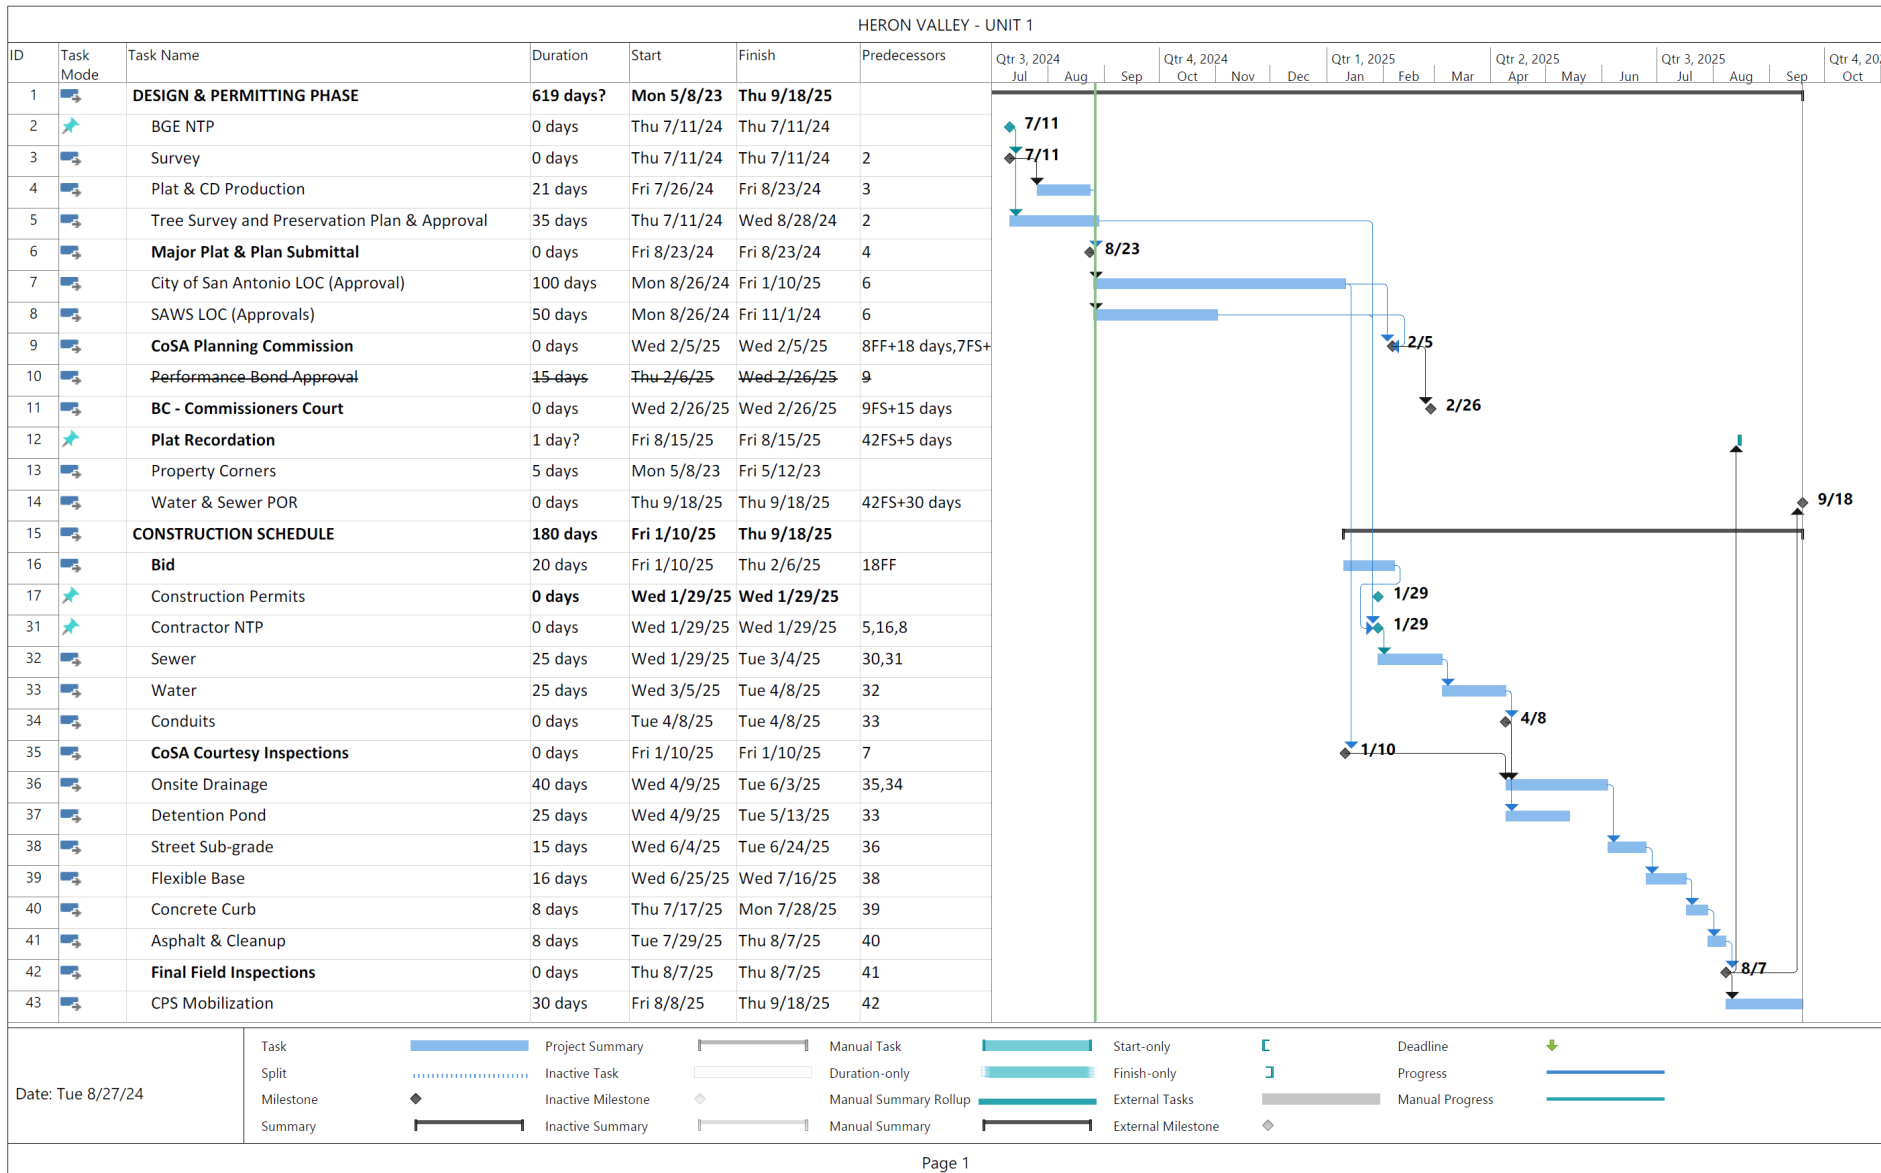 HERON VALLEY - UNIT 1
ID Task Mode Task Name Duration Start Finish Predecessors
Qtr 3, 2024 Qtr 4, 2024 Qtr 1, 2025 Qtr 2, 2025 Qtr 3, 2025 Qtr 4, 202
Jul Aug Sep Oct Nov Dec Jan Feb Mar Apr May Jun Jul Aug Sep Oct
1 DESIGN & PERMITTING PHASE 619 days? Mon 5/8/23 Thu 9/18/25
2 BGE NTP 0 days Thu 7/11/24 Thu 7/11/24 7/11
3 Survey 0 days Thu 7/11/24 Thu 7/11/24 2 7/11
4 Plat & CD Production 21 days Fri 7/26/24 Fri 8/23/24 3
5 Tree Survey and Preservation Plan & Approval 35 days Thu 7/11/24 Wed 8/28/24 2
6 Major Plat & Plan Submittal 0 days Fri 8/23/24 Fri 8/23/24 4 8/23
7 City of San Antonio LOC (Approval) 100 days Mon 8/26/24 Fri 1/10/25 6
8 SAWS LOC (Approvals) 50 days Mon 8/26/24 Fri 11/1/24 6
9 CoSA Planning Commission 0 days Wed 2/5/25 Wed 2/5/25 8FF+18 days,7FS+ 2/5
10 Performance Bond Approval 15 days Thu 2/6/25 Wed 2/26/25 9
11 BC - Commissioners Court 0 days Wed 2/26/25 Wed 2/26/25 9FS+15 days 2/26
12 Plat Recordation 1 day? Fri 8/15/25 Fri 8/15/25 42FS+5 days
13 Property Corners 5 days Mon 5/8/23 Fri 5/12/23
14 Water & Sewer POR 0 days Thu 9/18/25 Thu 9/18/25 42FS+30 days 9/18
15 CONSTRUCTION SCHEDULE 180 days Fri 1/10/25 Thu 9/18/25
16 Bid 20 days Fri 1/10/25 Thu 2/6/25 18FF
17 Construction Permits 0 days Wed 1/29/25 Wed 1/29/25 1/29
31 Contractor NTP 0 days Wed 1/29/25 Wed 1/29/25 5,16,8 1/29
32 Sewer 25 days Wed 1/29/25 Tue 3/4/25 30,31
33 Water 25 days Wed 3/5/25 Tue 4/8/25 32
34 Conduits 0 days Tue 4/8/25 Tue 4/8/25 33 4/8
35 CoSA Courtesy Inspections 0 days Fri 1/10/25 Fri 1/10/25 7 1/10
36 Onsite Drainage 40 days Wed 4/9/25 Tue 6/3/25 35,34
37 Detention Pond 25 days Wed 4/9/25 Tue 5/13/25 33
38 Street Sub-grade 15 days Wed 6/4/25 Tue 6/24/25 36
39 Flexible Base 16 days Wed 6/25/25 Wed 7/16/25 38
40 Concrete Curb 8 days Thu 7/17/25 Mon 7/28/25 39
41 Asphalt & Cleanup 8 days Tue 7/29/25 Thu 8/7/25 40
42 Final Field Inspections 0 days Thu 8/7/25 Thu 8/7/25 41 8/7
43 CPS Mobilization 30 days Fri 8/8/25 Thu 9/18/25 42
Date: Tue 8/27/24
Task Project Summary Manual Task Start-only Deadline
Split Inactive Task Duration-only Finish-only Progress
Milestone Inactive Milestone Manual Summary Rollup External Tasks Manual Progress
Summary Inactive Summary Manual Summary External Milestone
Page 1